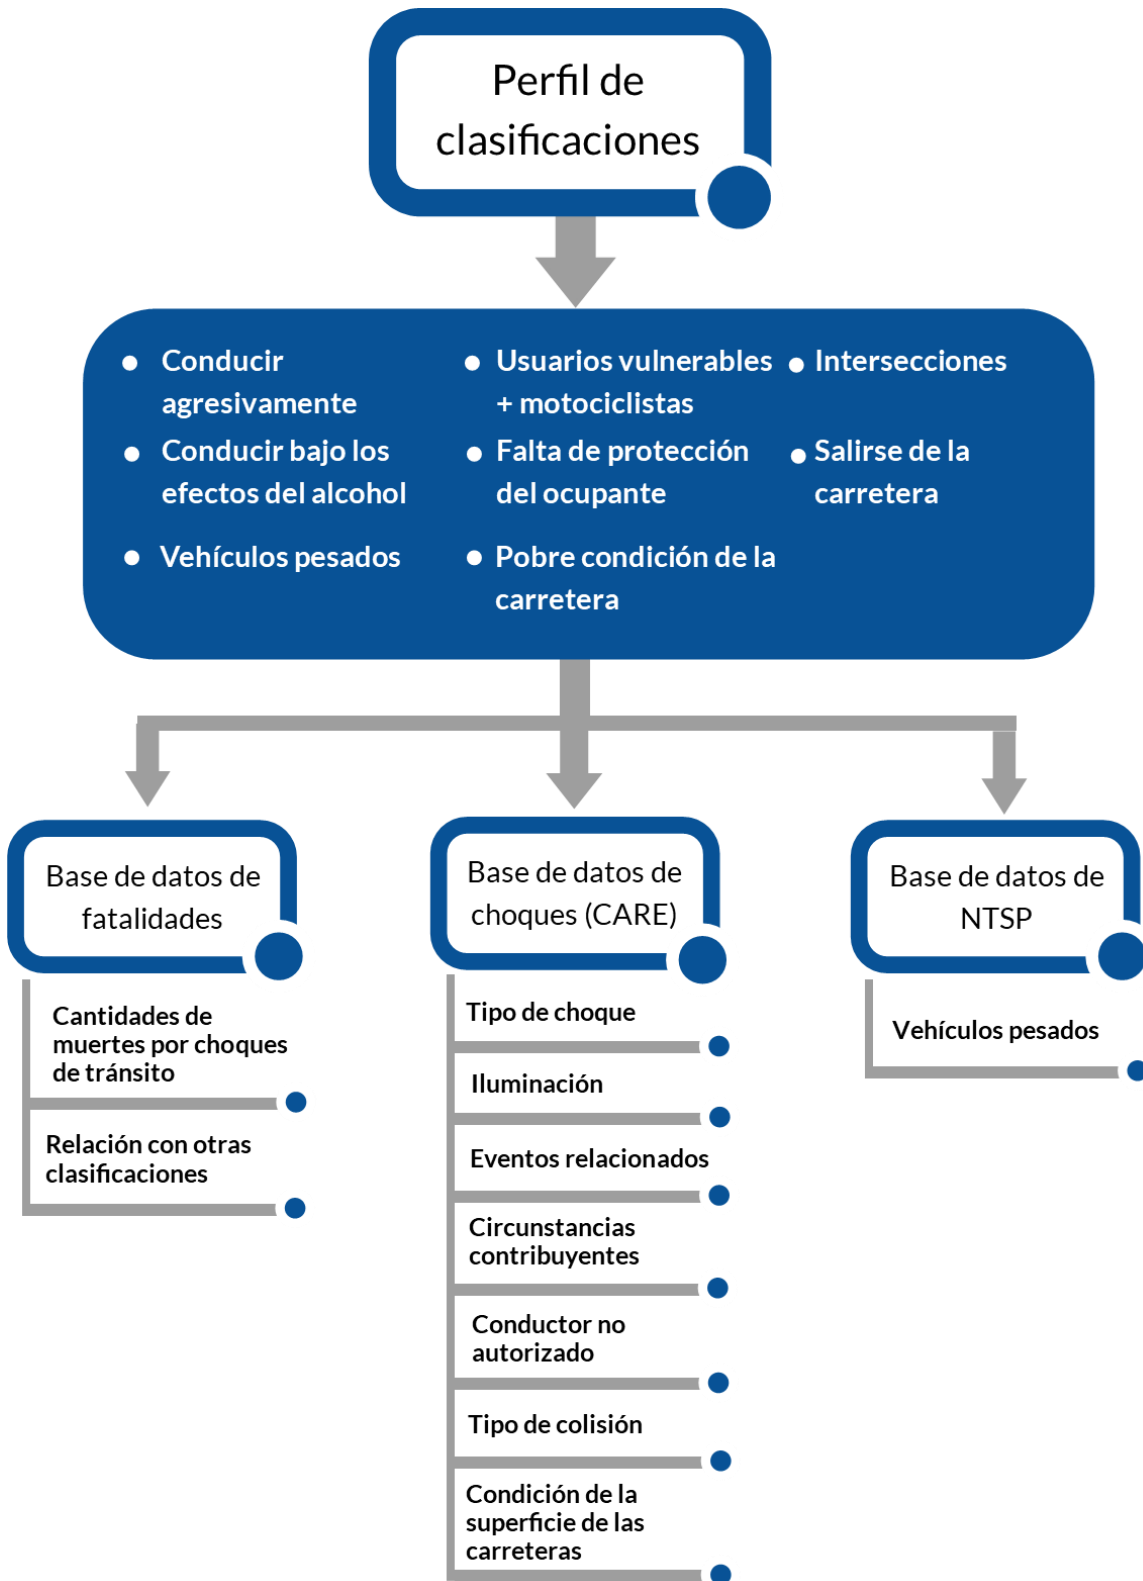 Perfil de
clasificaciones
Conducir
agresivamente
Conducir bajo los
efectos del alcohol
Vehículos pesados
Usuarios vulnerables
+ motociclistas
Falta de protección
del ocupante
Pobre condición de la
carretera
Intersecciones
Salirse de la
carretera
Base de datos de
fatalidades
Cantidades de
muertes por choques
de tránsito
Relación con otras
clasificaciones
Base de datos de
choques (CARE)
Tipo de choque
Iluminación
Eventos relacionados
Circunstancias
contribuyentes
Conductor no
autorizado
Tipo de colisión
Condición de la
superficie de las
carreteras
Base de datos de
NTSP
Vehículos pesados